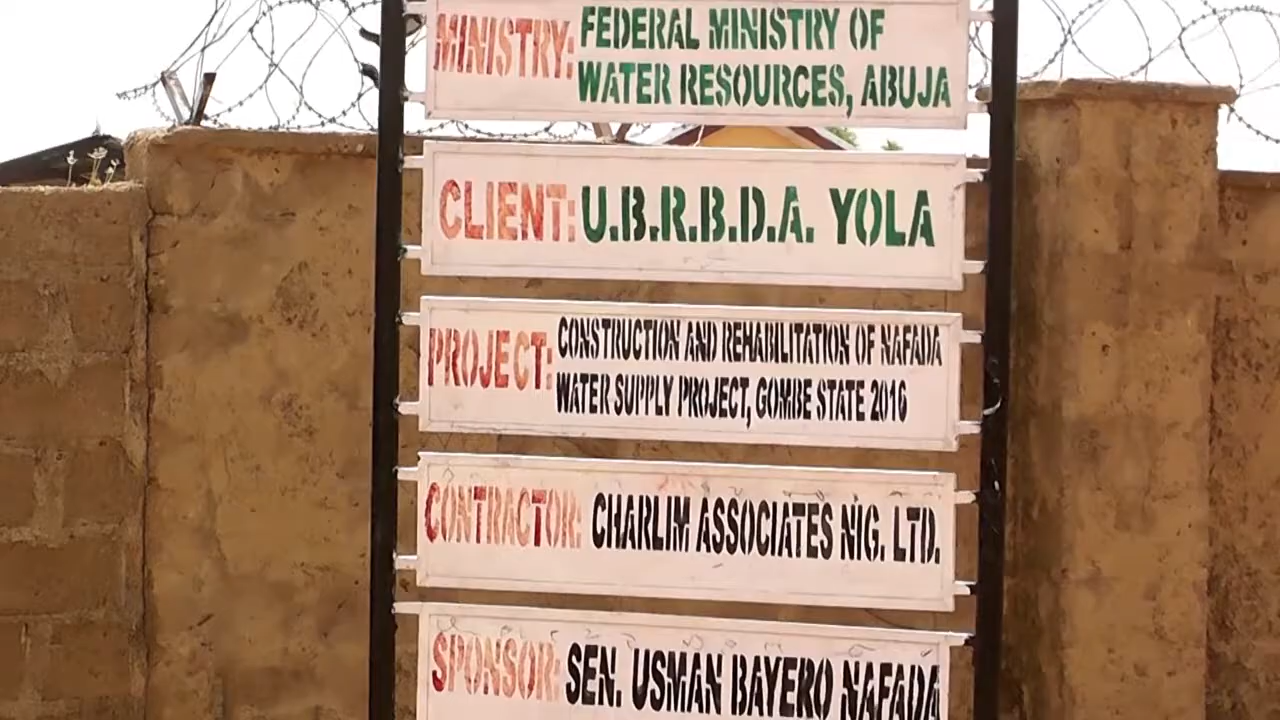 MINISTRY: FEDERAL MINISTRY OF
WATER RESOURCES, ABUJA
CLIENT: U.B.R.B.D.A. YOLA
PROJECT: CONSTRUCTION AND REHABILITATION OF NAFADA
WATER SUPPLY PROJECT, GOMBE STATE 2016
CONTRACTOR: CHARLIM ASSOCIATES NIG. LTD.
SPONSOR: SEN. USMAN BAYERO NAFADA